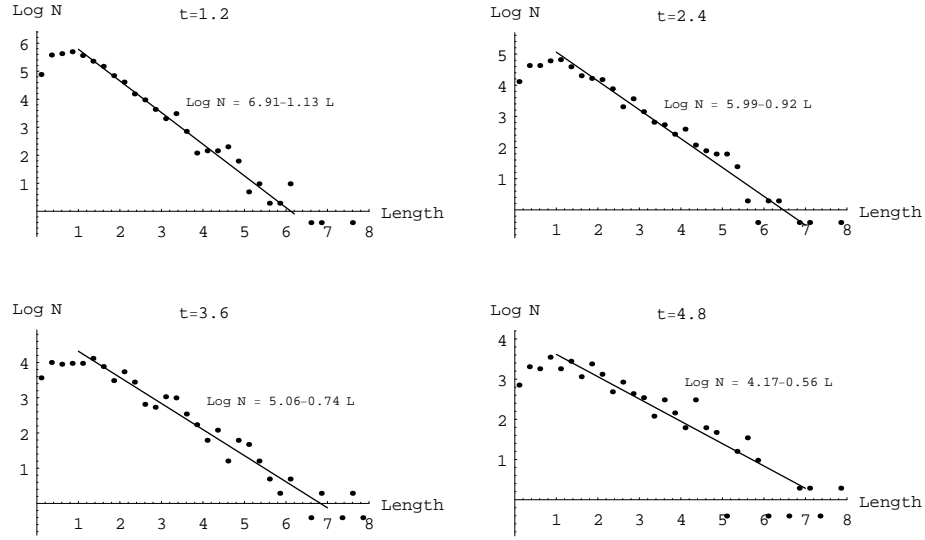 Log N
t=1.2
6
5
4
3
2
1
Log N = 6.91-1.13 L
Length
1 2 3 4 5 6 7 8
Log N
t=2.4
5
4
3
2
1
Log N = 5.99-0.92 L
Length
1 2 3 4 5 6 7 8
Log N
t=3.6
4
3
2
1
Log N = 5.06-0.74 L
Length
1 2 3 4 5 6 7 8
Log N
t=4.8
4
3
2
1
Log N = 4.17-0.56 L
Length
1 2 3 4 5 6 7 8